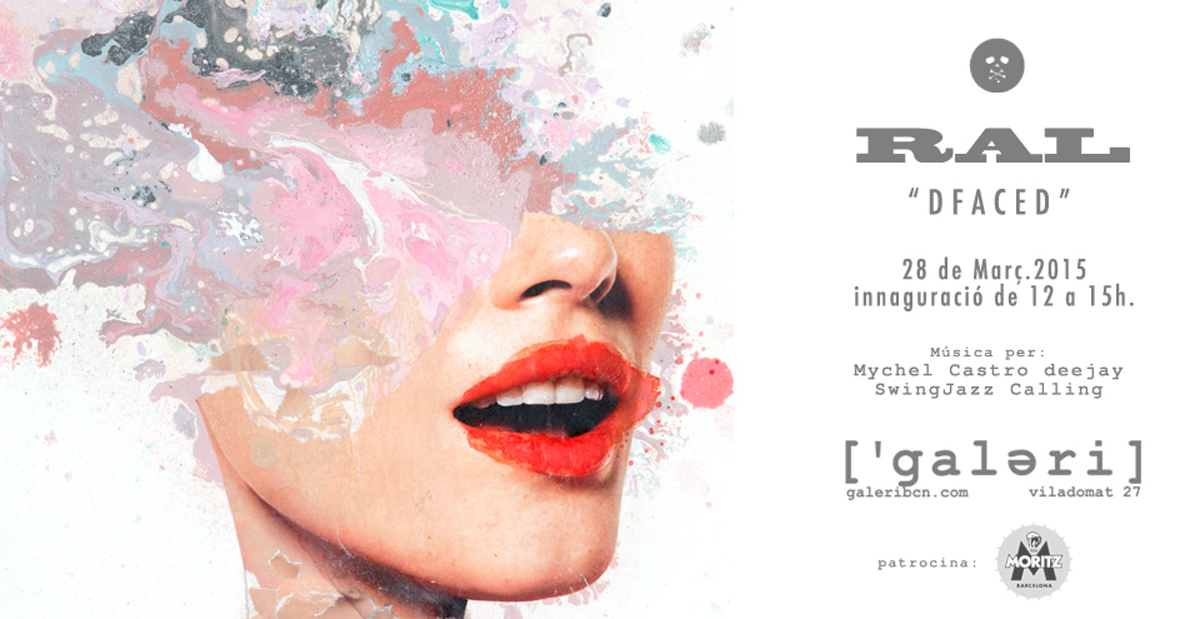 RAL
“DFACED”
28 de Març.2015
innaguració de 12 a 15h.
Música per:
Mychel Castro deejay
SwingJazz Calling
['galəri]
galeribcn.com viladomat 27
patrocina:
MORITZ
BARCELONA